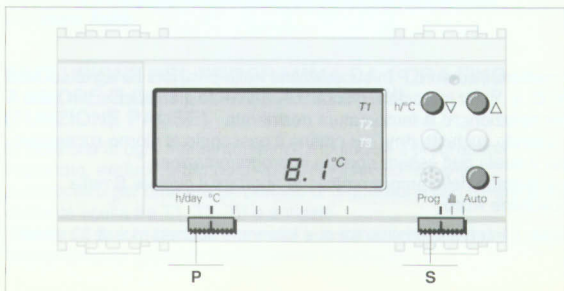 T1
h/°C ▽ △
T2
T3
8.1°C
T
h/day °C
Prog Auto
P
S